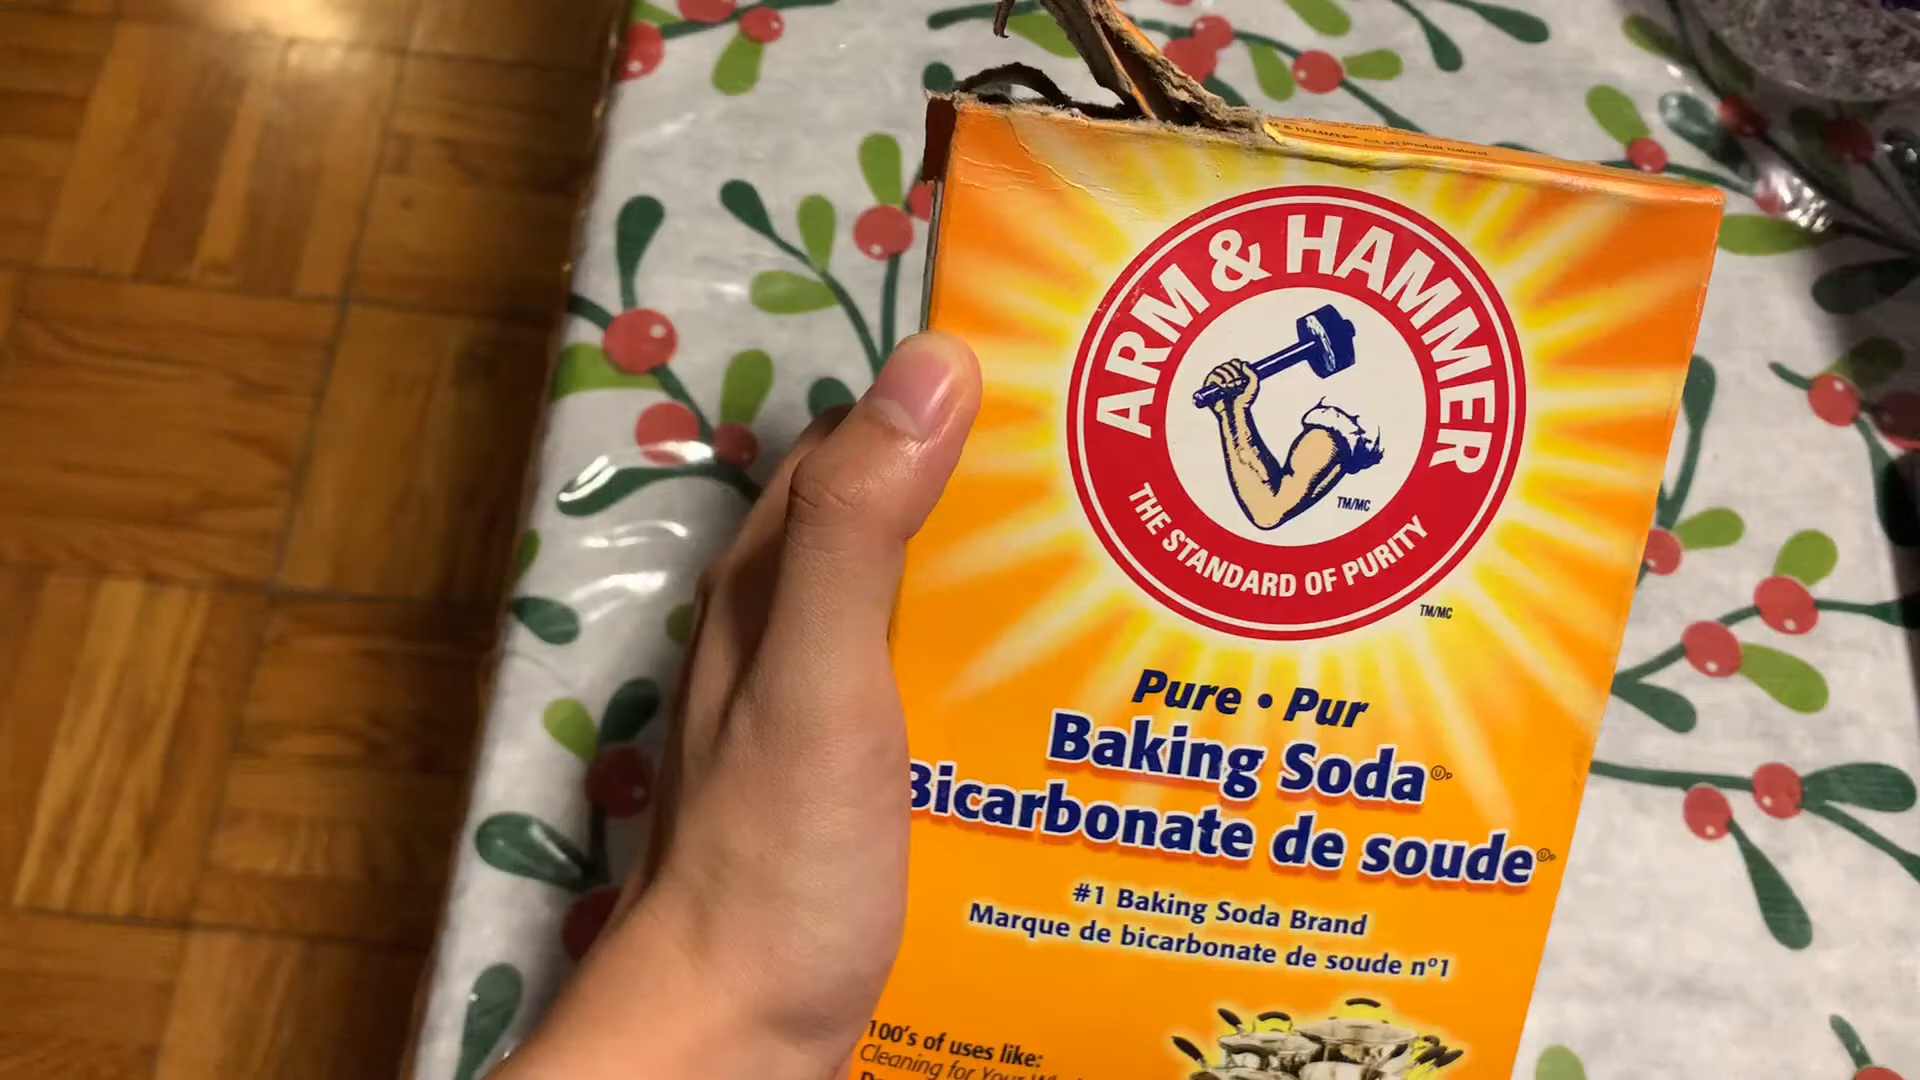 ARM & HAMMER
TM/MC
THE STANDARD OF PURITY
TM/MC
Pure • Pur
Baking Soda
Bicarbonate de soude
#1 Baking Soda Brand
Marque de bicarbonate de soude nº1
100's of uses like:
Cleaning for Your